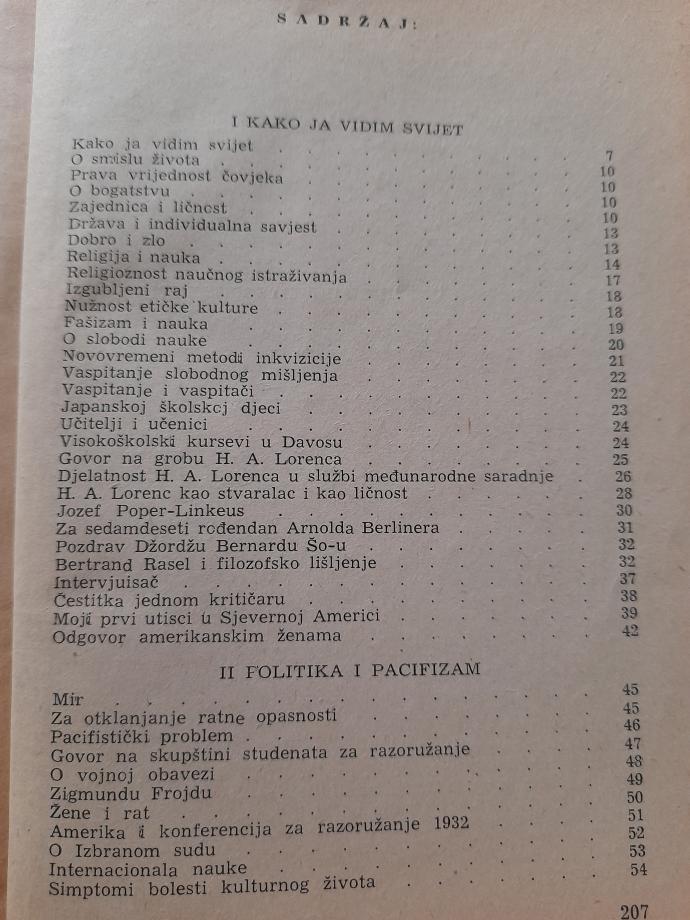 SADRŽAJ:
I KAKO JA VIDIM SVIJET
Kako ja vidim svijet . . . . . . . . . . 7
O smislu života . . . . . . . . . . 10
Prava vrijednost čovjeka . . . . . . . . 10
O bogatstvu . . . . . . . . . . . 10
Zajednica i ličnost . . . . . . . . . . 10
Država i individualna savjest . . . . . . . 13
Dobro i zlo . . . . . . . . . . . 13
Religija i nauka . . . . . . . . . . 14
Religioznost naučnog istraživanja . . . . . . 17
Izgubljeni raj . . . . . . . . . . . 18
Nužnost etičke kulture . . . . . . . . . 18
Fašizam i nauka . . . . . . . . . . 19
O slobodi nauke . . . . . . . . . . 20
Novovremeni metodi inkvizicije . . . . . . . 21
Vaspitanje slobodnog mišljenja . . . . . . . 22
Vaspitanje i vaspitači . . . . . . . . . 22
Japanskoj školskcj djeci . . . . . . . . 23
Učitelji i učenici . . . . . . . . . . 24
Visokoškolski kursevi u Davosu . . . . . . . 24
Govor na grobu H. A. Lorenca . . . . . . . 25
Djelatnost H. A. Lorenca u službi međunarodne saradnje . 26
H. A. Lorenc kao stvaralac i kao ličnost . . . . . 28
Jozef Poper-Linkeus . . . . . . . . . 30
Za sedamdeseti rcđendan Arnolda Berlinera . . . . 31
Pozdrav Džordžu Bernardu Šo-u . . . . . . . 32
Bertrand Rasel i filozofsko lišljenje . . . . . . 32
Intervjuisač . . . . . . . . . . . 37
Čestitka jednom kritičaru . . . . . . . . 38
Moji prvi utisci u Sjevernoj Americi . . . . . . 39
Odgovor amerikanskim ženama . . . . . . . 42
II POLITIKA I PACIFIZAM
Mir . . . . . . . . . . . . . 45
Za otklanjanje ratne opasnosti . . . . . . . 45
Pacifistički problem . . . . . . . . . . 46
Govor na skupštini studenata za razoružanje . . . . 47
O vojnoj obavezi . . . . . . . . . . 48
Zigmundu Frojdu . . . . . . . . . . 49
Žene i rat . . . . . . . . . . . 50
Amerika i konferencija za razoružanje 1932 . . . . 51
O Izbranom sudu . . . . . . . . . . 52
Internacionala nauke . . . . . . . . . 53
Simptomi bolesti kulturnog života . . . . . . 54
207